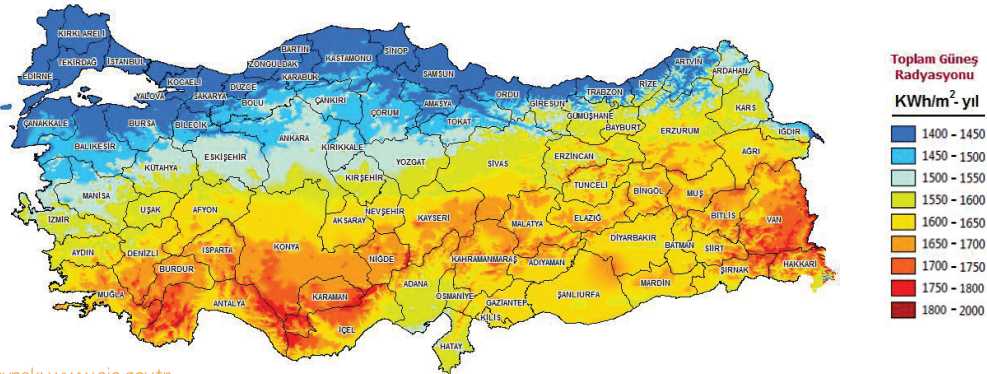 KIRKLARELİ
TEKİRDAĞ
İSTANBUL
EDİRNE
KOCAELİ
YALOVA
SAKARYA
DÜZCE
BOLU
ZONGULDAK
BARTIN
KARABÜK
KASTAMONU
SİNOP
SAMSUN
ORDU
GİRESUN
TRABZON
RİZE
ARTVİN
ARDAHAN
KARS
ÇANAKKALE
BALIKESİR
BURSA
BİLECİK
ÇANKIRI
ÇORUM
AMASYA
TOKAT
GÜMÜŞHANE
BAYBURT
ERZURUM
IĞDIR
AĞRI
KÜTAHYA
ESKİŞEHİR
ANKARA
KIRIKKALE
YOZGAT
KIRŞEHİR
SİVAS
ERZİNCAN
TUNCELİ
BİNGÖL
MUŞ
BİTLİS
VAN
MANİSA
İZMİR
UŞAK
AFYON
AKSARAY
NEVŞEHİR
KAYSERİ
MALATYA
ELAZIĞ
DİYARBAKIR
BATMAN
SİİRT
ŞIRNAK
HAKKARİ
AYDIN
DENİZLİ
ISPARTA
BURDUR
KONYA
NİĞDE
KAHRAMANMARAŞ
ADIYAMAN
MARDİN
ŞANLIURFA
MUĞLA
ANTALYA
KARAMAN
İÇEL
ADANA
OSMANİYE
GAZİANTEP
KİLİS
HATAY
Toplam Güneş
Radyasyonu
KWh/m²- yıl
1400 - 1450
1450 - 1500
1500 - 1550
1550 - 1600
1600 - 1650
1650 - 1700
1700 - 1750
1750 - 1800
1800 - 2000